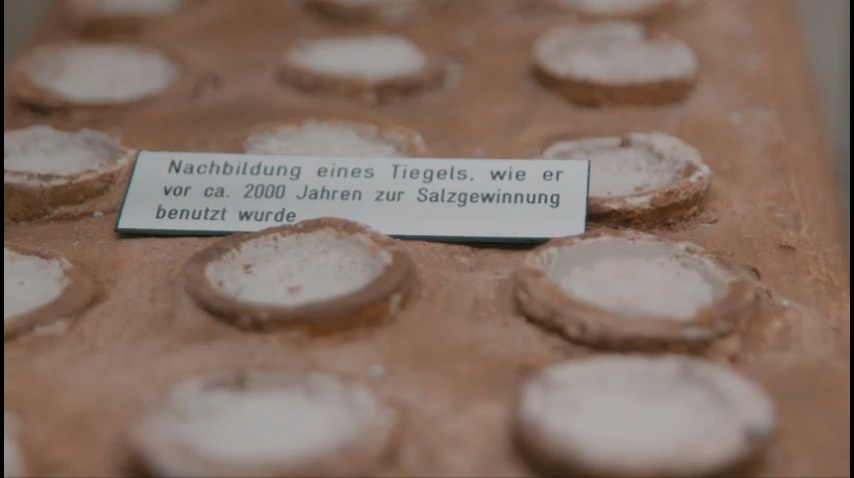 Nachbildung eines Tiegels, wie er
vor ca. 2000 Jahren zur Salzgewinnung
benutzt wurde